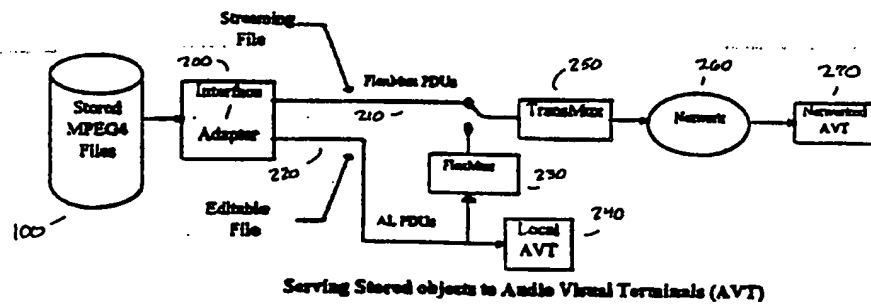 Streaming
File
200
FlexMux PDUs
250
260
270
Stored
MPEG4
Files
Interface
Adapter
210
TransMux
Network
Networked
AVT
220
FlexMux
230
Editable
File
100
AL PDUs
240
Local
AVT
Serving Stored objects to Audio Visual Terminals (AVT)